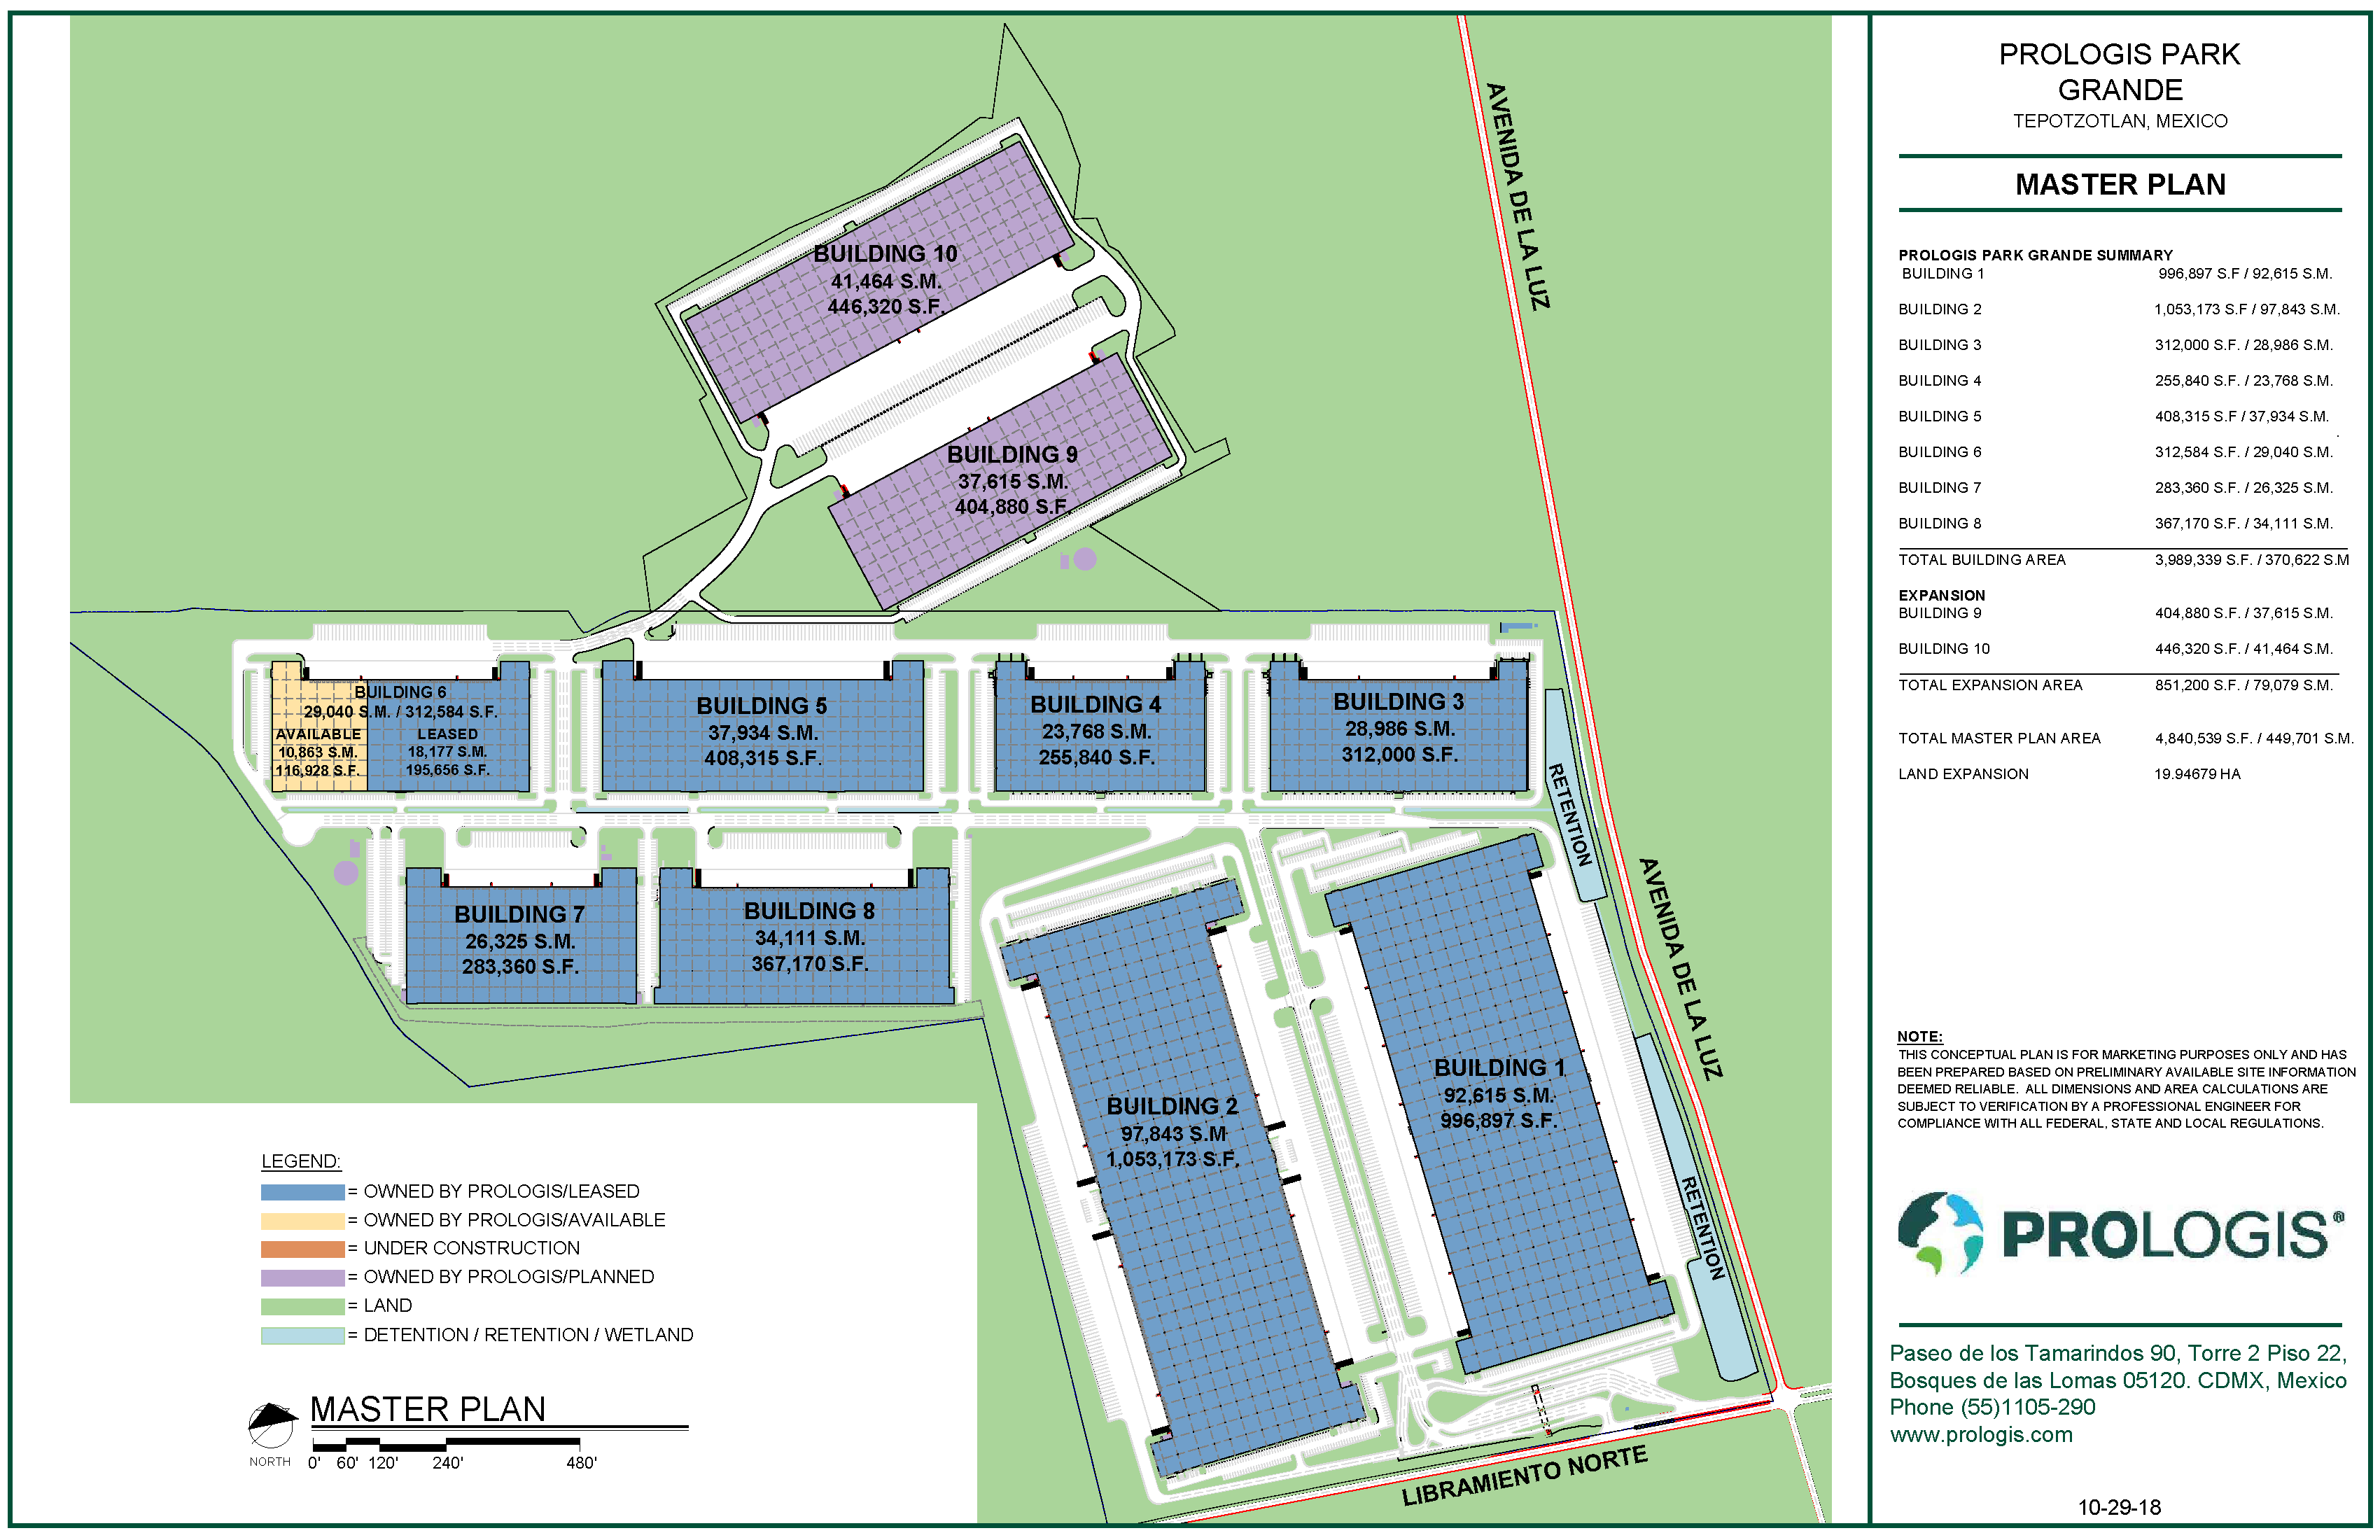 PROLOGIS PARK
GRANDE
TEPOTZOTLAN, MEXICO
MASTER PLAN
PROLOGIS PARK GRANDE SUMMARY
BUILDING 1 996,897 S.F / 92,615 S.M.
BUILDING 2 1,053,173 S.F / 97,843 S.M.
BUILDING 3 312,000 S.F. / 28,986 S.M.
BUILDING 4 255,840 S.F. / 23,768 S.M.
BUILDING 5 408,315 S.F / 37,934 S.M.
BUILDING 6 312,584 S.F. / 29,040 S.M.
BUILDING 7 283,360 S.F. / 26,325 S.M.
BUILDING 8 367,170 S.F. / 34,111 S.M.
TOTAL BUILDING AREA 3,989,339 S.F. / 370,622 S.M
EXPANSION
BUILDING 9 404,880 S.F. / 37,615 S.M.
BUILDING 10 446,320 S.F. / 41,464 S.M.
TOTAL EXPANSION AREA 851,200 S.F. / 79,079 S.M.
TOTAL MASTER PLAN AREA 4,840,539 S.F. / 449,701 S.M.
LAND EXPANSION 19.94679 HA
NOTE:
THIS CONCEPTUAL PLAN IS FOR MARKETING PURPOSES ONLY AND HAS
BEEN PREPARED BASED ON PRELIMINARY AVAILABLE SITE INFORMATION
DEEMED RELIABLE. ALL DIMENSIONS AND AREA CALCULATIONS ARE
SUBJECT TO VERIFICATION BY A PROFESSIONAL ENGINEER FOR
COMPLIANCE WITH ALL FEDERAL, STATE AND LOCAL REGULATIONS.
PROLOGIS®
Paseo de los Tamarindos 90, Torre 2 Piso 22,
Bosques de las Lomas 05120. CDMX, Mexico
Phone (55)1105-290
www.prologis.com
10-29-18
AVENIDA DE LA LUZ
BUILDING 10
41,464 S.M.
446,320 S.F.
BUILDING 9
37,615 S.M.
404,880 S.F.
BUILDING 6
29,040 S.M. / 312,584 S.F.
AVAILABLE
10,863 S.M.
116,928 S.F.
LEASED
18,177 S.M.
195,656 S.F.
BUILDING 5
37,934 S.M.
408,315 S.F.
BUILDING 4
23,768 S.M.
255,840 S.F.
BUILDING 3
28,986 S.M.
312,000 S.F.
RETENTION
BUILDING 7
26,325 S.M.
283,360 S.F.
BUILDING 8
34,111 S.M.
367,170 S.F.
AVENIDA DE LA LUZ
BUILDING 2
97,843 S.M
1,053,173 S.F.
BUILDING 1
92,615 S.M.
996,897 S.F.
RETENTION
LIBRAMIENTO NORTE
LEGEND:
= OWNED BY PROLOGIS/LEASED
= OWNED BY PROLOGIS/AVAILABLE
= UNDER CONSTRUCTION
= OWNED BY PROLOGIS/PLANNED
= LAND
= DETENTION / RETENTION / WETLAND
MASTER PLAN
NORTH 0' 60' 120' 240' 480'